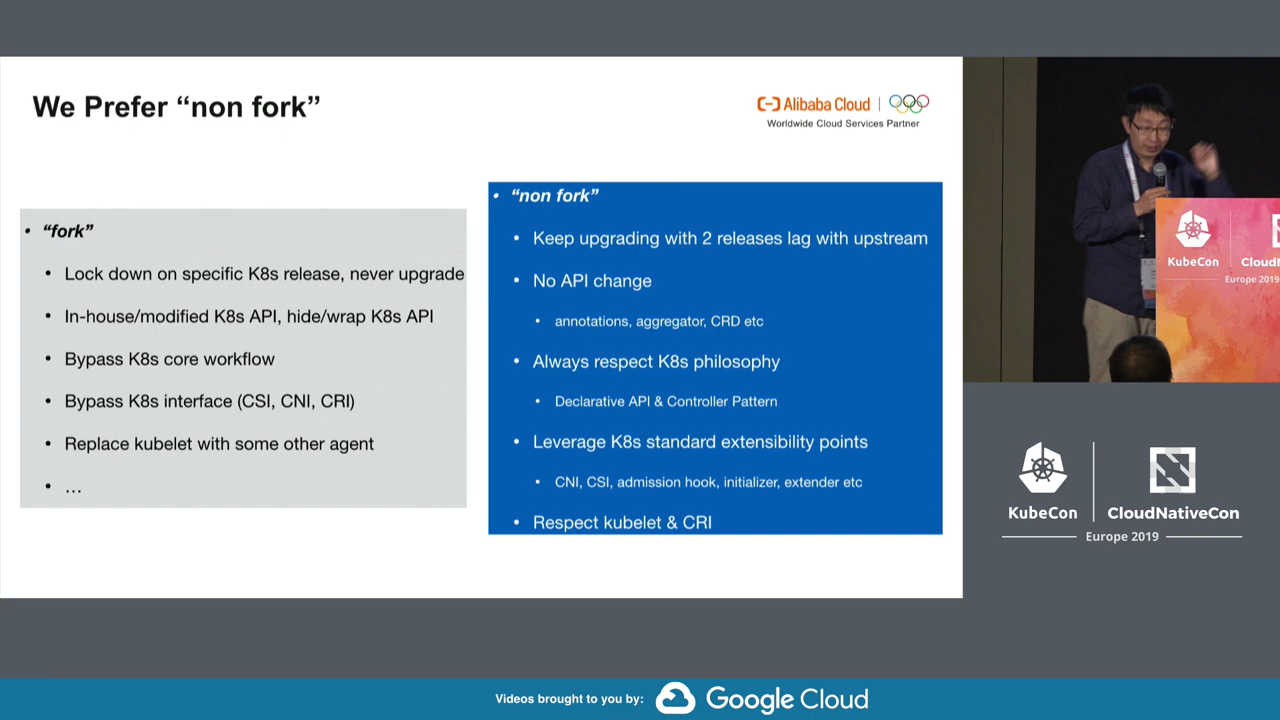 We Prefer “non fork”
Alibaba Cloud
Worldwide Cloud Services Partner
• “fork”
• Lock down on specific K8s release, never upgrade
• In-house/modified K8s API, hide/wrap K8s API
• Bypass K8s core workflow
• Bypass K8s interface (CSI, CNI, CRI)
• Replace kubelet with some other agent
• …
• “non fork”
• Keep upgrading with 2 releases lag with upstream
• No API change
• annotations, aggregator, CRD etc
• Always respect K8s philosophy
• Declarative API & Controller Pattern
• Leverage K8s standard extensibility points
• CNI, CSI, admission hook, initializer, extender etc
• Respect kubelet & CRI
KubeCon
CloudN
Europe 2019
KubeCon
CloudNativeCon
Europe 2019
Videos brought to you by:
Google Cloud